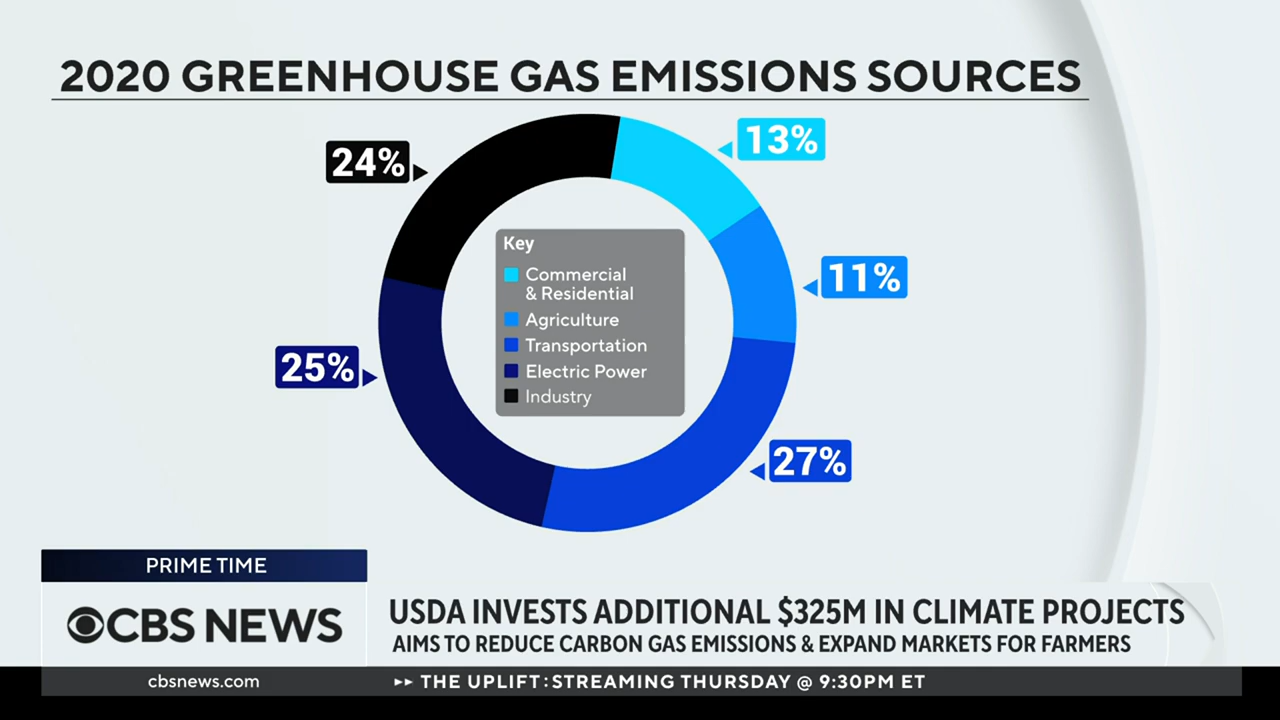 2020 GREENHOUSE GAS EMISSIONS SOURCES
24%
13%
Key
Commercial
& Residential
Agriculture
Transportation
Electric Power
Industry
11%
25%
27%
PRIME TIME
CBS NEWS
USDA INVESTS ADDITIONAL $325M IN CLIMATE PROJECTS
AIMS TO REDUCE CARBON GAS EMISSIONS & EXPAND MARKETS FOR FARMERS
cbsnews.com
THE UPLIFT: STREAMING THURSDAY @ 9:30PM ET